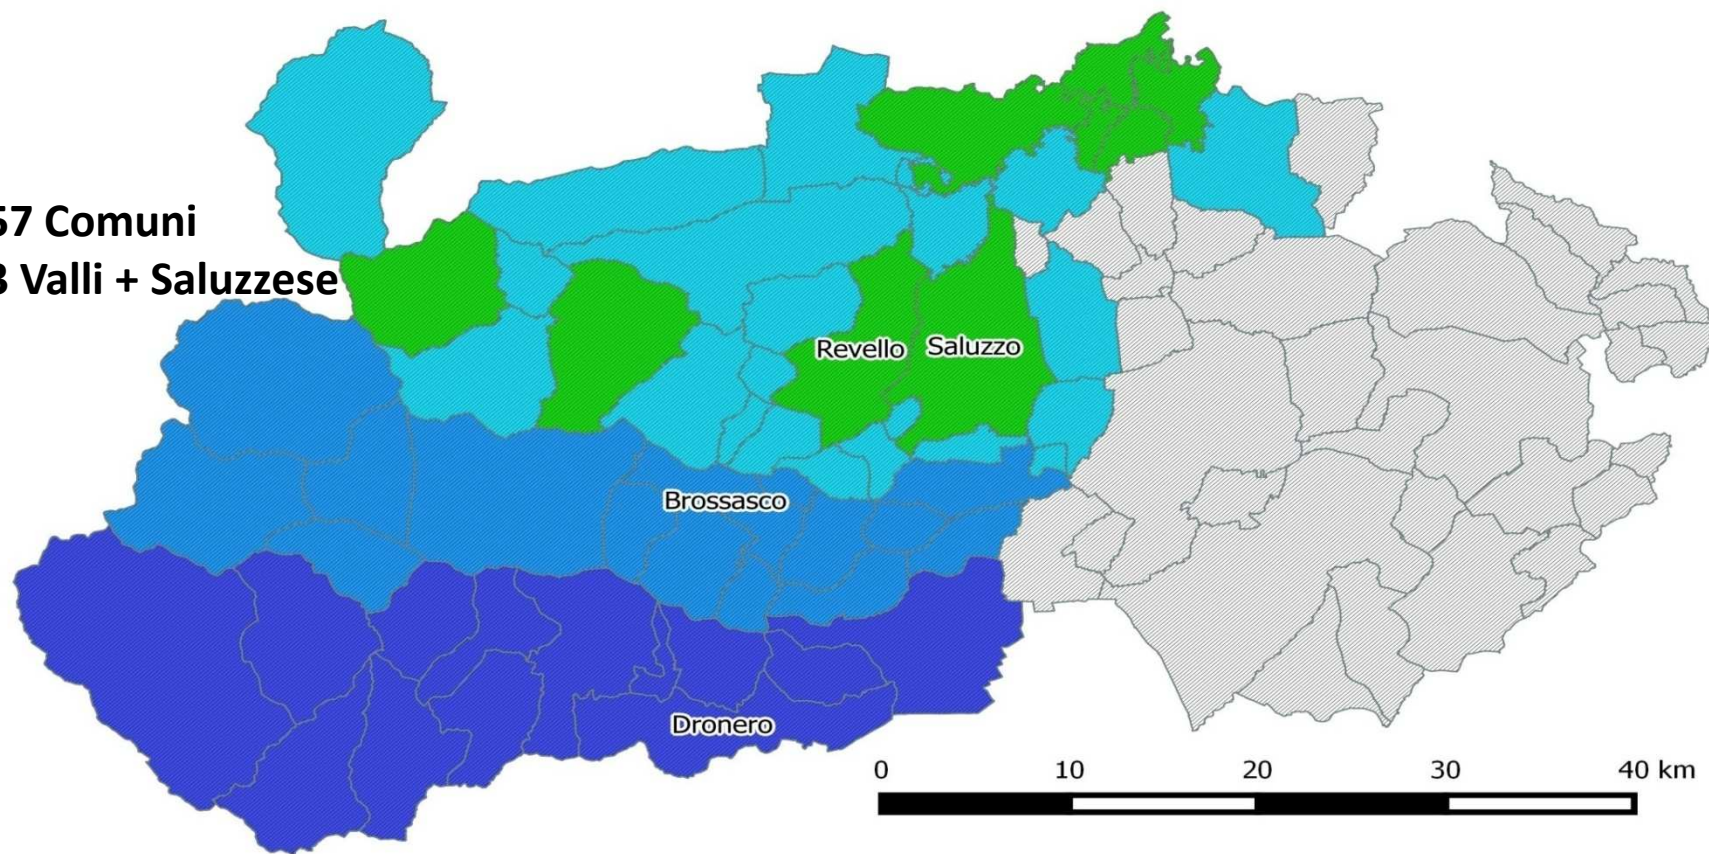 57 Comuni
3 Valli + Saluzzese
Revello
Saluzzo
Brossasco
Dronero
0 10 20 30 40 km